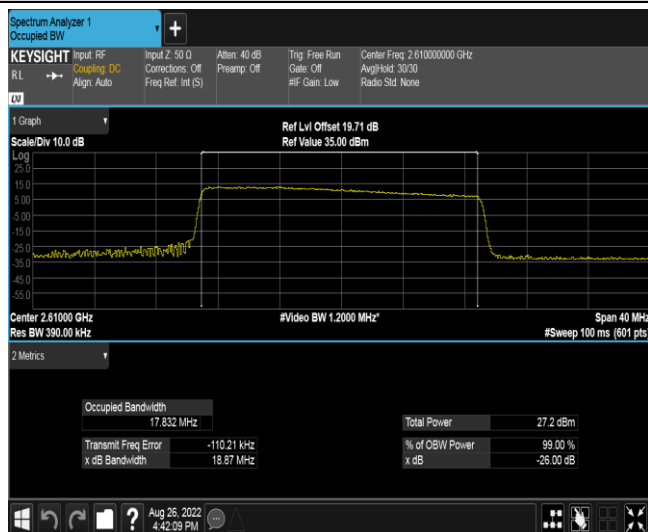 Spectrum Analyzer 1
Occupied BW
+
KEYSIGHT
RL
LXI
Input: RF
Coupling: DC
Align: Auto
Input Z: 50 Ω
Corrections: Off
Freq Ref: Int (S)
Atten: 40 dB
Preamp: Off
Trig: Free Run
Gate: Off
#IF Gain: Low
Center Freq: 2.610000000 GHz
Avg|Hold: 30/30
Radio Std: None
1 Graph
Scale/Div 10.0 dB
Ref Lvl Offset 19.71 dB
Ref Value 35.00 dBm
Log
25.0
15.0
5.00
-5.00
-15.0
-25.0
-35.0
-45.0
-55.0
Center 2.61000 GHz
#Video BW 1.2000 MHz*
Span 40 MHz
Res BW 390.00 kHz
#Sweep 100 ms (601 pts)
2 Metrics
Occupied Bandwidth
17.832 MHz
Total Power 27.2 dBm
Transmit Freq Error -110.21 kHz
% of OBW Power 99.00 %
x dB Bandwidth 18.87 MHz
x dB -26.00 dB
?
Aug 26, 2022
4:42:09 PM